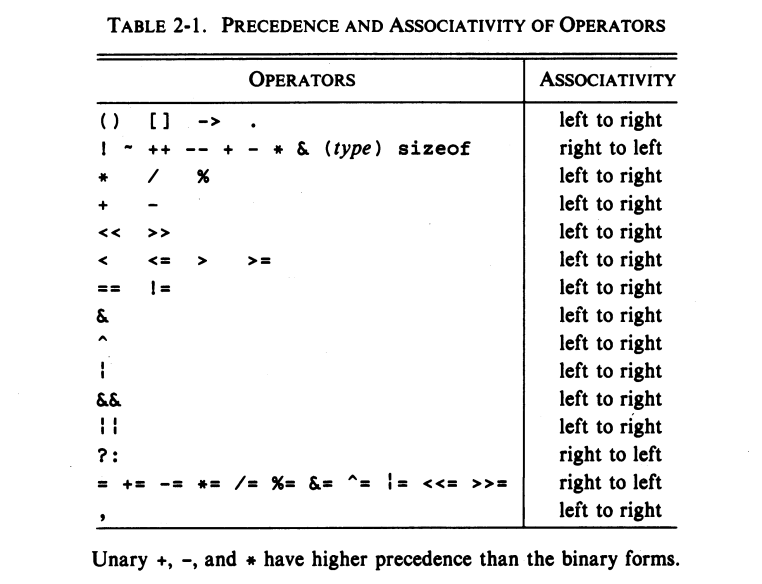 TABLE 2-1. PRECEDENCE AND ASSOCIATIVITY OF OPERATORS
OPERATORS ASSOCIATIVITY
() [] -> . left to right
! ~ ++ -- + - * & (type) sizeof right to left
* / % left to right
+ - left to right
<< >> left to right
< <= > >= left to right
== != left to right
& left to right
^ left to right
¦ left to right
&& left to right
¦¦ left to right
?: right to left
= += -= *= /= %= &= ^= ¦= <<= >>= right to left
, left to right
Unary +, -, and * have higher precedence than the binary forms.